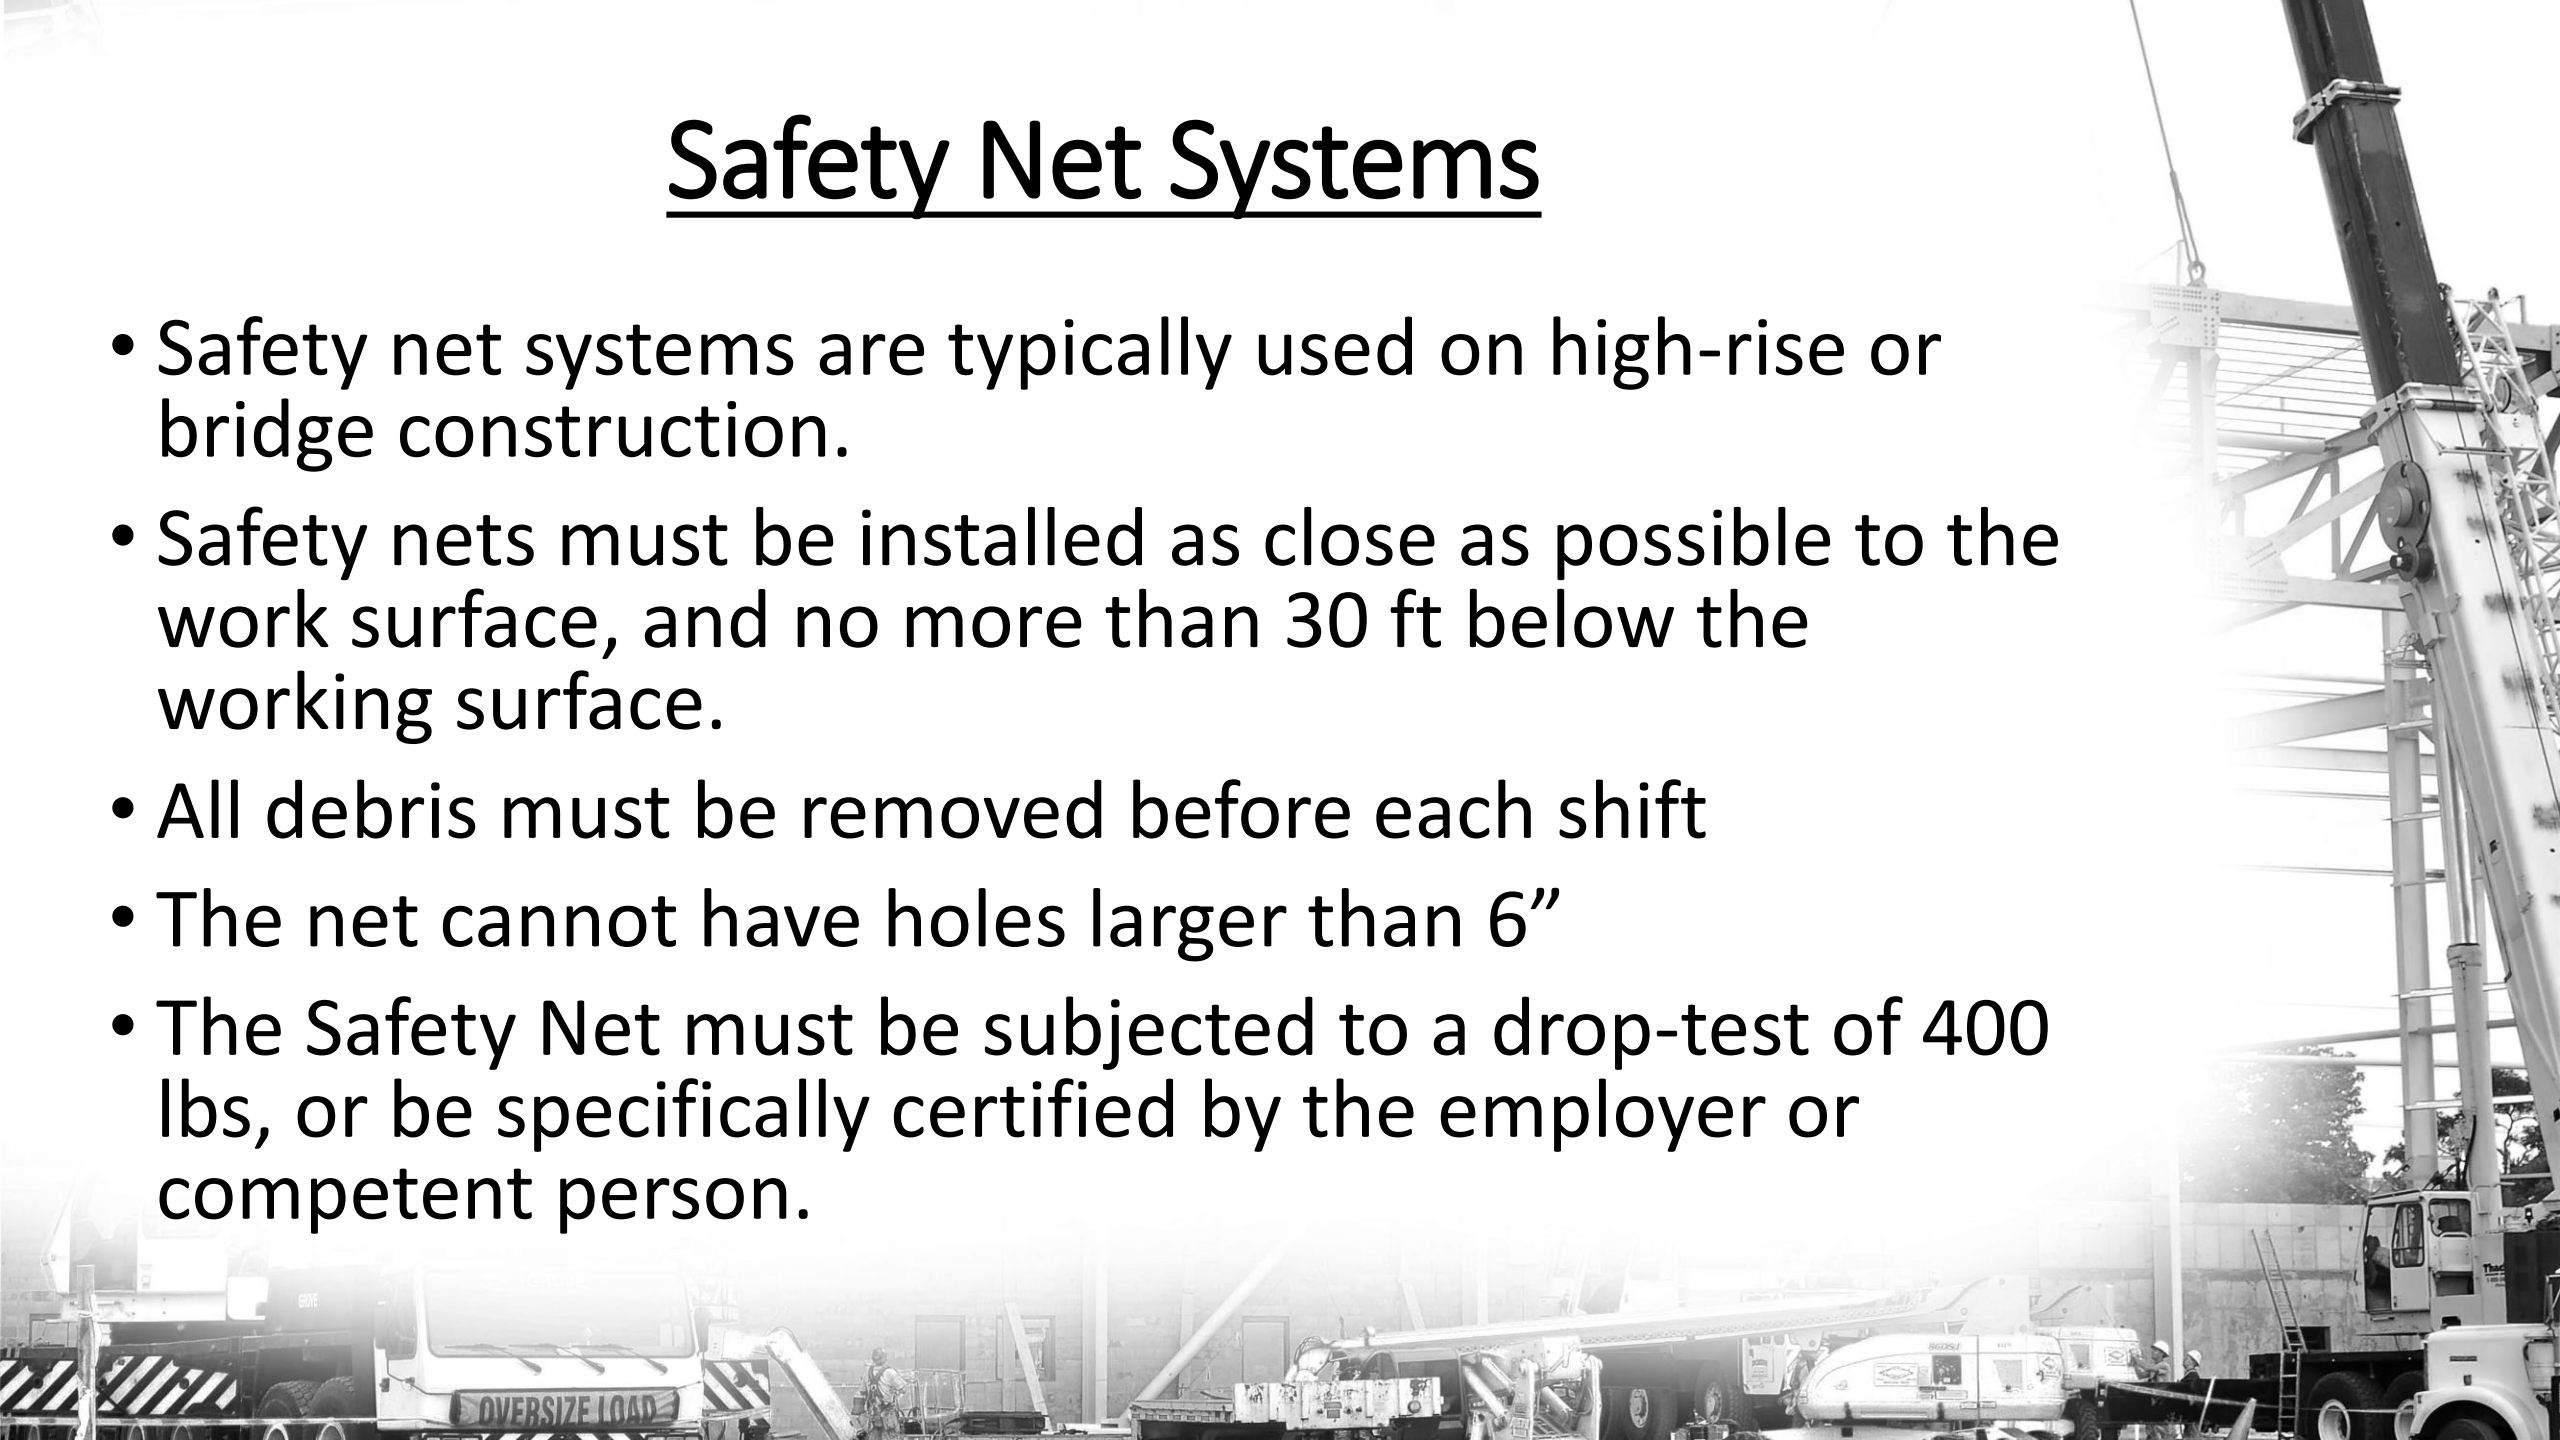 Safety Net Systems
• Safety net systems are typically used on high-rise or
bridge construction.
• Safety nets must be installed as close as possible to the
work surface, and no more than 30 ft below the
working surface.
• All debris must be removed before each shift
• The net cannot have holes larger than 6”
• The Safety Net must be subjected to a drop-test of 400
lbs, or be specifically certified by the employer or
competent person.
GROVE
OVERSIZE LOAD